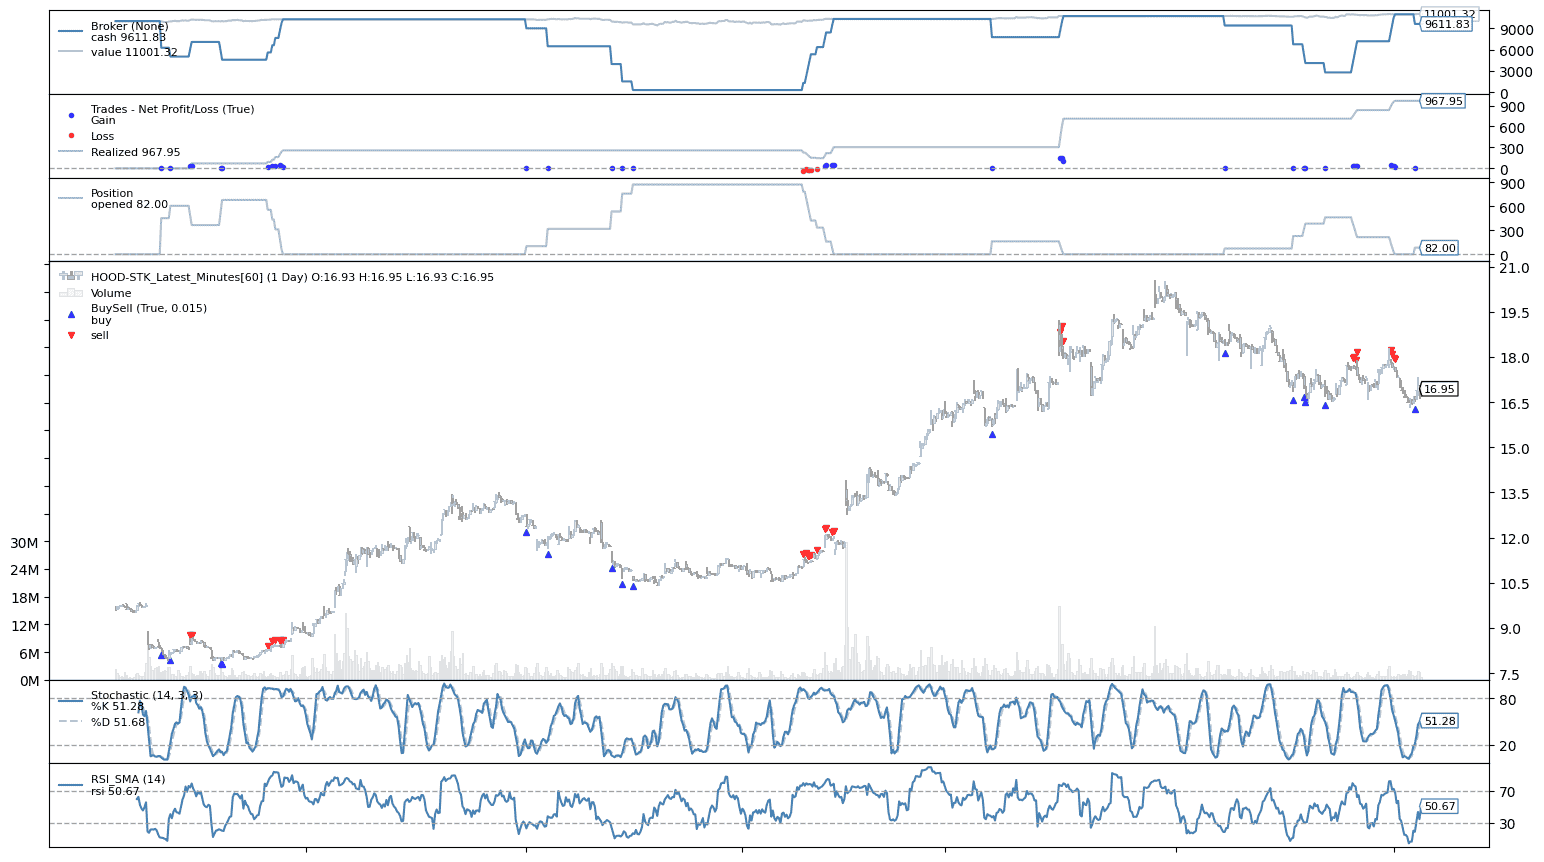 Broker (None)
cash 9611.83
value 11001.32
11001.32
9611.83
9000
6000
3000
0
Trades - Net Profit/Loss (True)
Gain
Loss
Realized 967.95
967.95
900
600
300
0
Position
opened 82.00
900
600
300
0
82.00
HOOD-STK_Latest_Minutes[60] (1 Day) O:16.93 H:16.95 L:16.93 C:16.95
Volume
BuySell (True, 0.015)
buy
sell
21.0
19.5
18.0
16.95
16.5
15.0
13.5
12.0
10.5
9.0
7.5
30M
24M
18M
12M
6M
0M
Stochastic (14, 3, 3)
%K 51.28
%D 51.68
80
51.28
20
RSI_SMA (14)
rsi 50.67
70
50.67
30